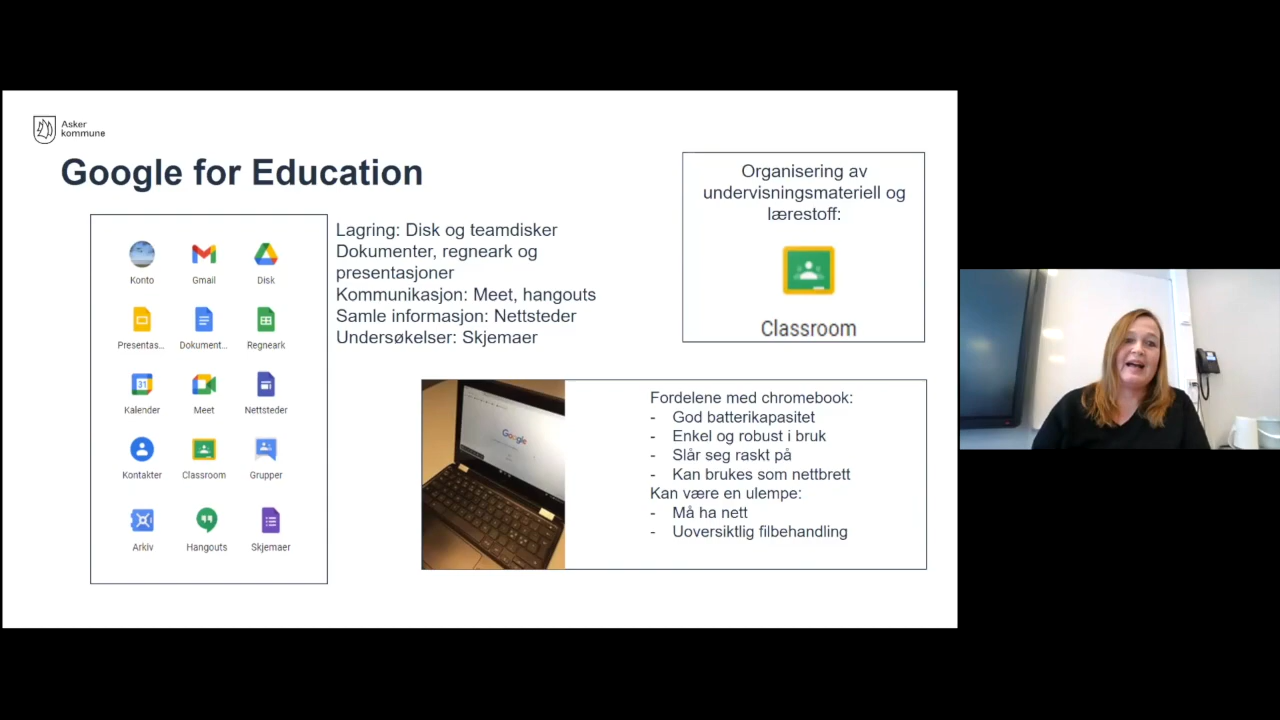 Asker
kommune
Google for Education
Konto Gmail Disk
Presentas... Dokument... Regneark
31
Kalender Meet Nettsteder
Kontakter Classroom Grupper
Arkiv Hangouts Skjemaer
Lagring: Disk og teamdisker
Dokumenter, regneark og
presentasjoner
Kommunikasjon: Meet, hangouts
Samle informasjon: Nettsteder
Undersøkelser: Skjemaer
Organisering av
undervisningsmateriell og
lærestoff:
Classroom
Google
Fordelene med chromebook:
- God batterikapasitet
- Enkel og robust i bruk
- Slår seg raskt på
- Kan brukes som nettbrett
Kan være en ulempe:
- Må ha nett
- Uoversiktlig filbehandling